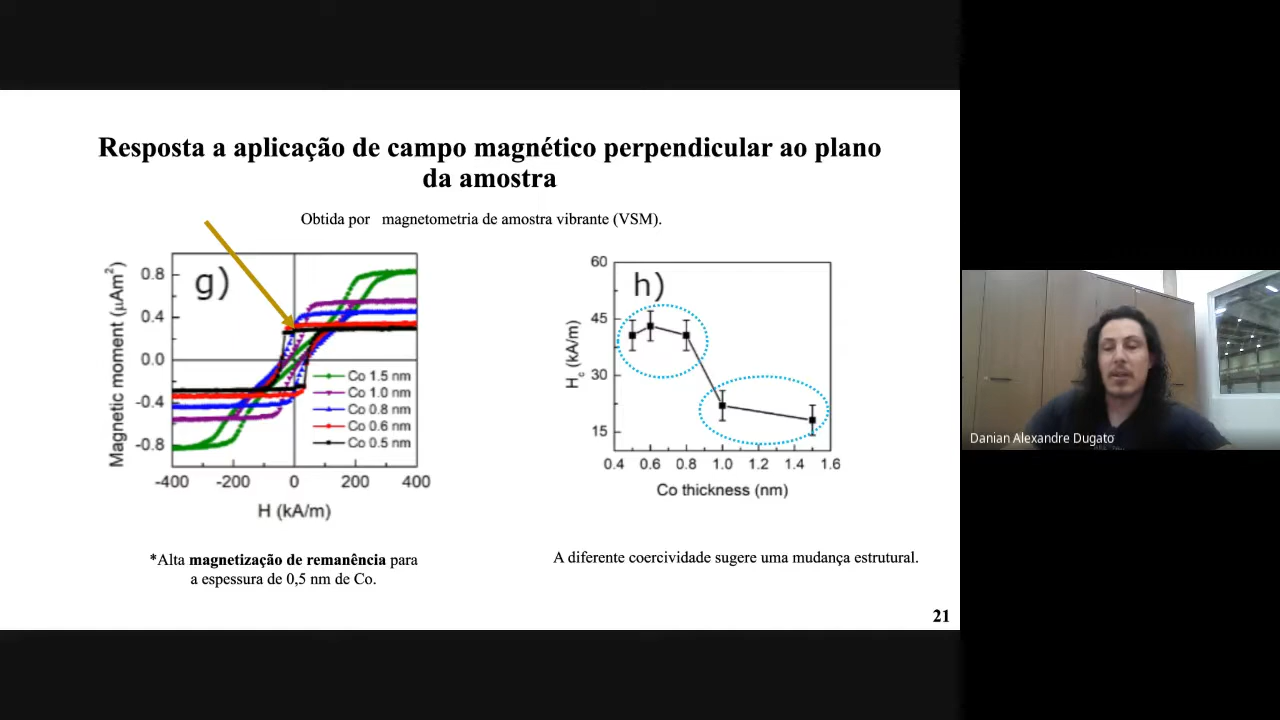 Resposta a aplicação de campo magnético perpendicular ao plano
da amostra
Obtida por magnetometria de amostra vibrante (VSM).
g)
Magnetic moment (μAm²)
0.8
0.4
0.0
-0.4
-0.8
Co 1.5 nm
Co 1.0 nm
Co 0.8 nm
Co 0.6 nm
Co 0.5 nm
-400 -200 0 200 400
H (kA/m)
*Alta magnetização de remanência para
a espessura de 0,5 nm de Co.
h)
Hc (kA/m)
60
45
30
15
0.4 0.6 0.8 1.0 1.2 1.4 1.6
Co thickness (nm)
A diferente coercividade sugere uma mudança estrutural.
21
Danian Alexandre Dugato